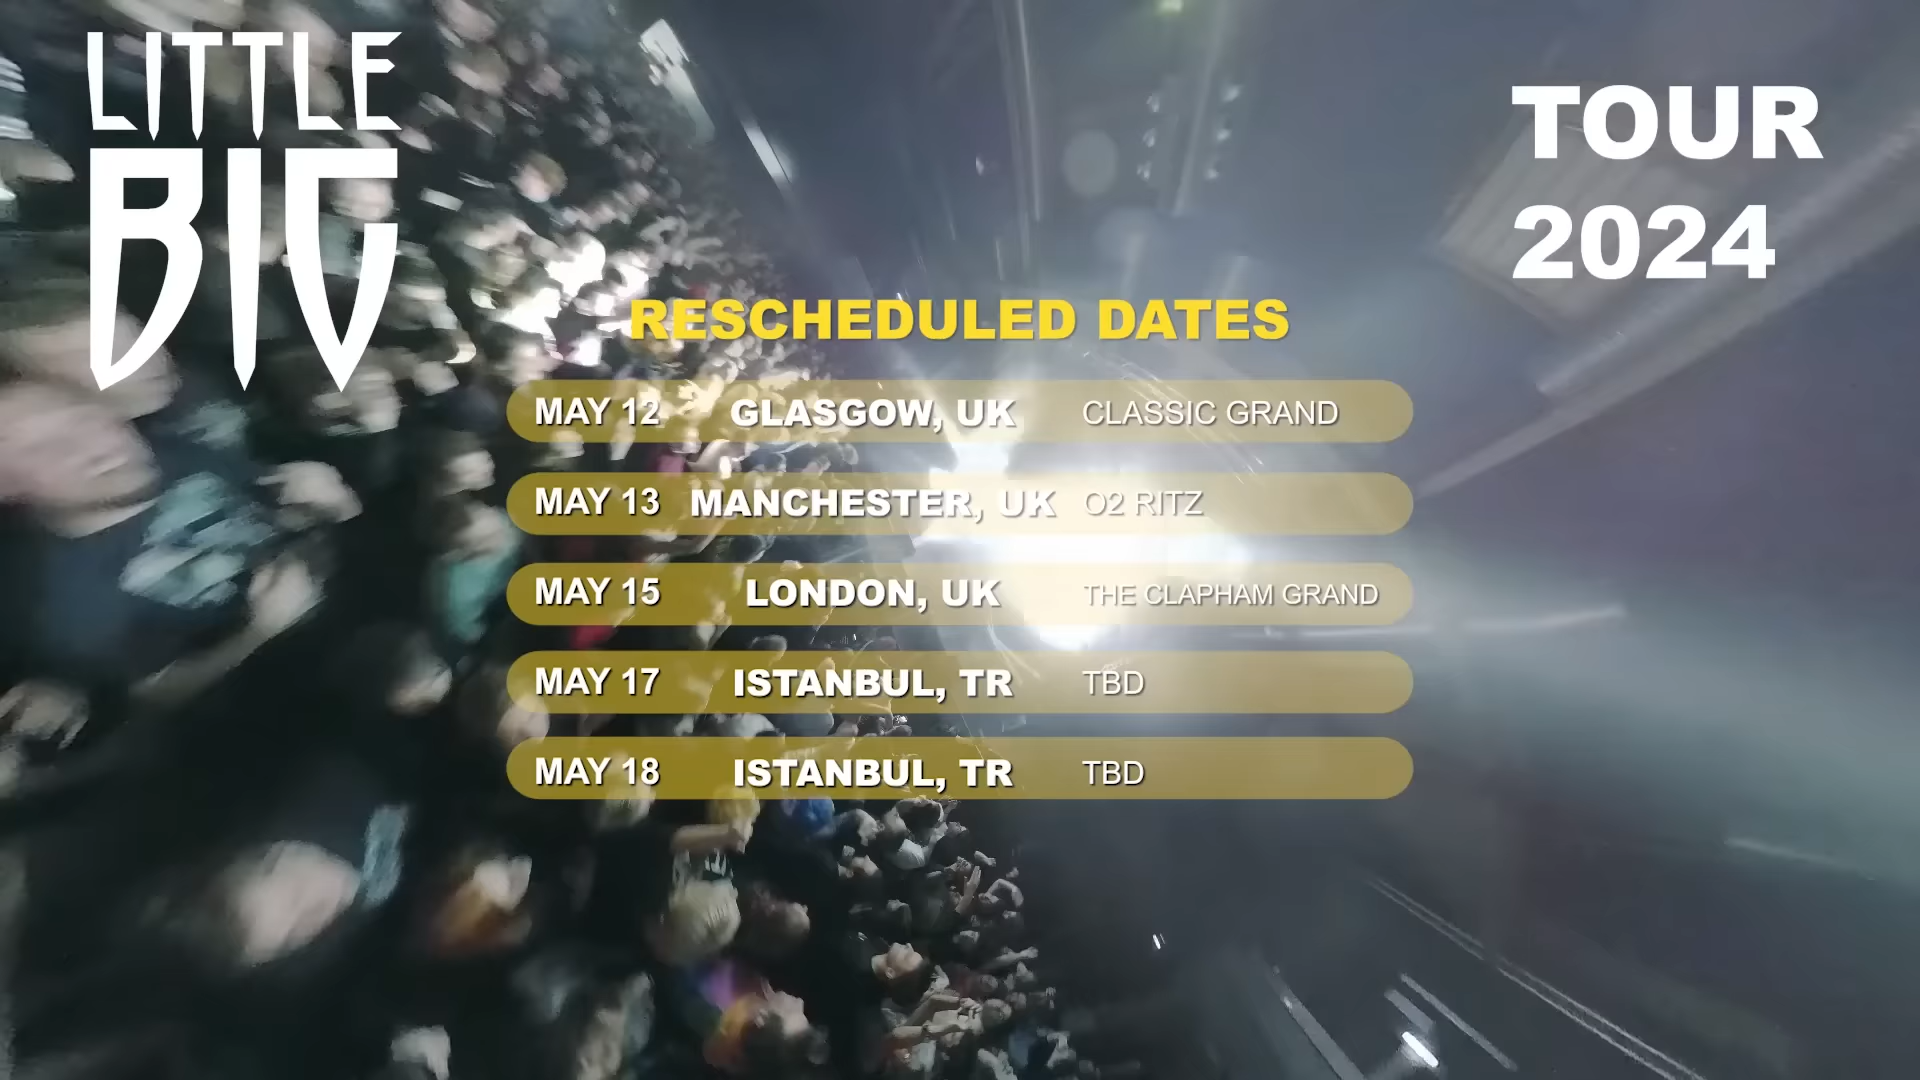 LITTLE
BIG
TOUR
2024
RESCHEDULED DATES
MAY 12 GLASGOW, UK CLASSIC GRAND
MAY 13 MANCHESTER, UK O2 RITZ
MAY 15 LONDON, UK THE CLAPHAM GRAND
MAY 17 ISTANBUL, TR TBD
MAY 18 ISTANBUL, TR TBD